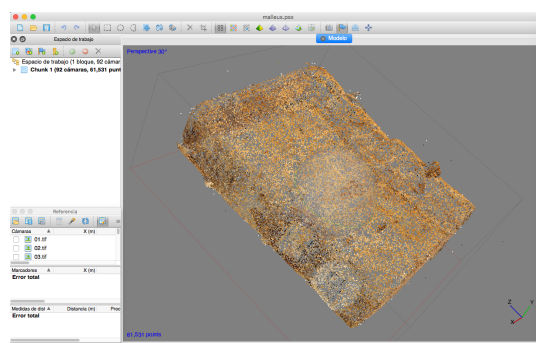 malleus.psx
Espacio de trabajo
Modelo
Perspective 30°
Espacio de trabajo (1 bloque, 92 cámar
Chunk 1 (92 cámaras, 61,531 punt
Referencia
Cámaras X (m)
01.tif
02.tif
03.tif
Marcadores X (m)
Error total
Medidas de dist Distancia (m) Prec
Error total
61,531 points
Z
Y
X